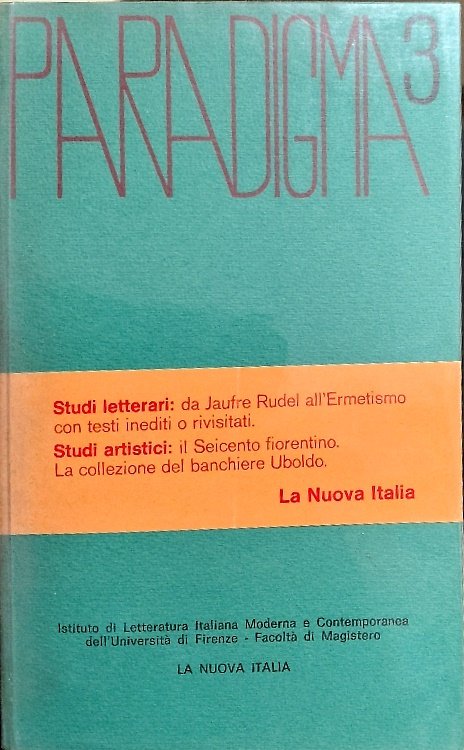 PARADIGMA 3
Studi letterari: da Jaufre Rudel all'Ermetismo
con testi inediti o rivisitati.
Studi artistici: il Seicento fiorentino.
La collezione del banchiere Uboldo.
La Nuova Italia
Istituto di Letteratura Italiana Moderna e Contemporanea
dell'Università di Firenze - Facoltà di Magistero
LA NUOVA ITALIA